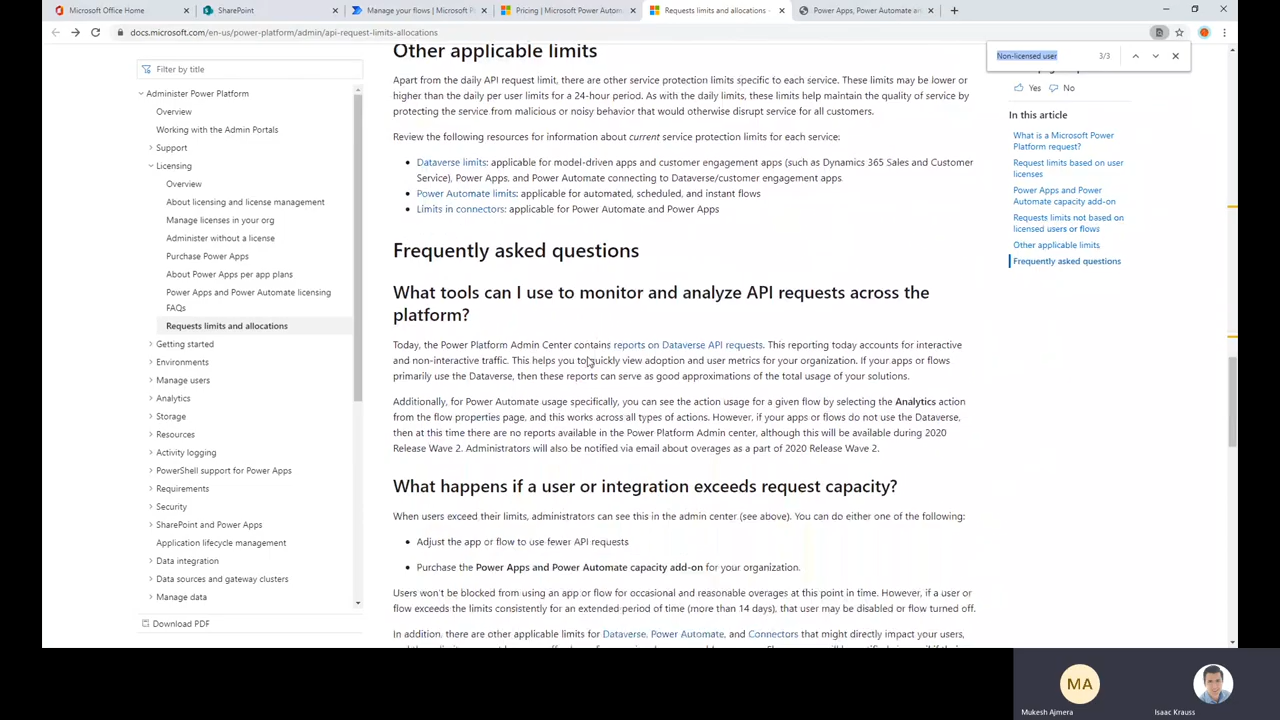 Microsoft Office Home
SharePoint
Manage your flows | Microsoft P
Pricing | Microsoft Power Autom
Requests limits and allocations -
Power Apps, Power Automate an
docs.microsoft.com/en-us/power-platform/admin/api-request-limits-allocations
Non-licensed user
3/3
Filter by title
Administer Power Platform
Overview
Working with the Admin Portals
Support
Licensing
Overview
About licensing and license management
Manage licenses in your org
Administer without a license
Purchase Power Apps
About Power Apps per app plans
Power Apps and Power Automate licensing
FAQs
Requests limits and allocations
Getting started
Environments
Manage users
Analytics
Storage
Resources
Activity logging
PowerShell support for Power Apps
Requirements
Security
SharePoint and Power Apps
Application lifecycle management
Data integration
Data sources and gateway clusters
Manage data
Download PDF
Other applicable limits
Apart from the daily API request limit, there are other service protection limits specific to each service. These limits may be lower or
higher than the daily per user limits for a 24-hour period. As with the daily limits, these limits help maintain the quality of service by
protecting the service from malicious or noisy behavior that would otherwise disrupt service for all customers.
Review the following resources for information about current service protection limits for each service:
• Dataverse limits: applicable for model-driven apps and customer engagement apps (such as Dynamics 365 Sales and Customer
Service), Power Apps, and Power Automate connecting to Dataverse/customer engagement apps
• Power Automate limits: applicable for automated, scheduled, and instant flows
• Limits in connectors: applicable for Power Automate and Power Apps
Frequently asked questions
What tools can I use to monitor and analyze API requests across the
platform?
Today, the Power Platform Admin Center contains reports on Dataverse API requests. This reporting today accounts for interactive
and non-interactive traffic. This helps you to quickly view adoption and user metrics for your organization. If your apps or flows
primarily use the Dataverse, then these reports can serve as good approximations of the total usage of your solutions.
Additionally, for Power Automate usage specifically, you can see the action usage for a given flow by selecting the Analytics action
from the flow properties page, and this works across all types of actions. However, if your apps or flows do not use the Dataverse,
then at this time there are no reports available in the Power Platform Admin center, although this will be available during 2020
Release Wave 2. Administrators will also be notified via email about overages as a part of 2020 Release Wave 2.
What happens if a user or integration exceeds request capacity?
When users exceed their limits, administrators can see this in the admin center (see above). You can do either one of the following:
• Adjust the app or flow to use fewer API requests
• Purchase the Power Apps and Power Automate capacity add-on for your organization.
Users won't be blocked from using an app or flow for occasional and reasonable overages at this point in time. However, if a user or
flow exceeds the limits consistently for an extended period of time (more than 14 days), that user may be disabled or flow turned off.
In addition, there are other applicable limits for Dataverse, Power Automate, and Connectors that might directly impact your users,
Yes No
In this article
What is a Microsoft Power
Platform request?
Request limits based on user
licenses
Power Apps and Power
Automate capacity add-on
Requests limits not based on
licensed users or flows
Other applicable limits
Frequently asked questions
MA
Mukesh Ajmera
Isaac Krauss